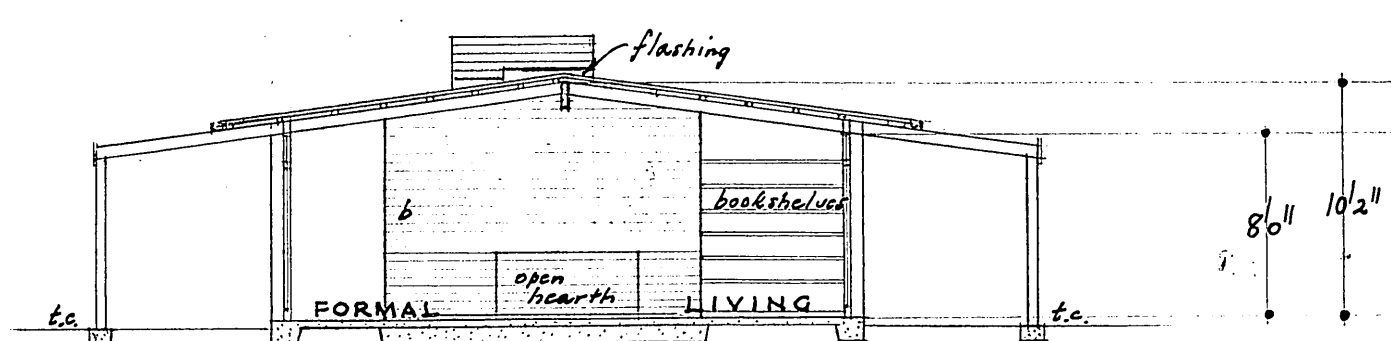 flashing
b
bookshelves
8'0"
10'2"
open
hearth
FORMAL LIVING
t.c.
t.c.